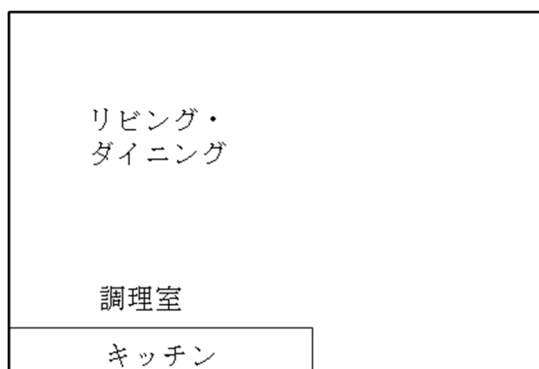 リビング・
ダイニング
調理室
キッチン